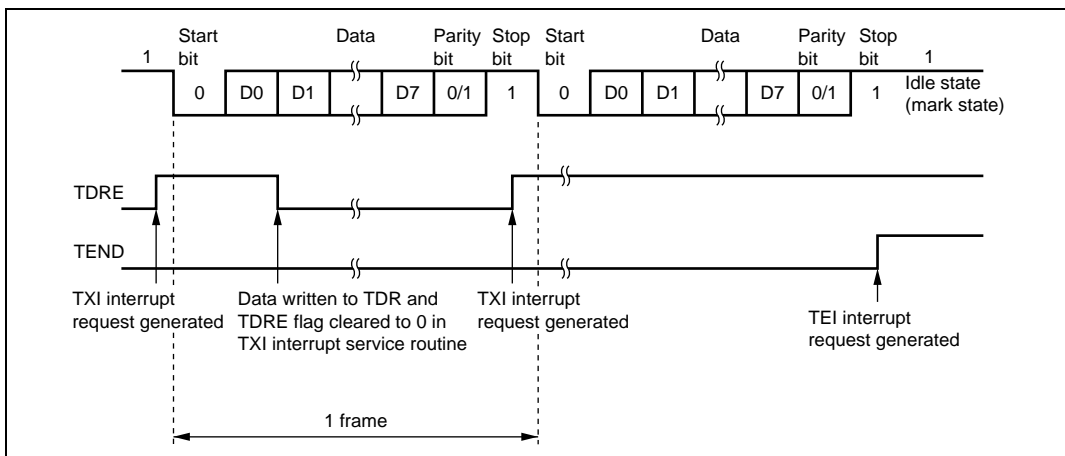 1
Start
bit
Data
Parity
bit
Stop
bit
Start
bit
Data
Parity
bit
Stop
bit
1
0
D0
D1
D7
0/1
1
0
D0
D1
D7
0/1
1
Idle state
(mark state)
TDRE
TEND
TXI interrupt
request generated
Data written to TDR and
TDRE flag cleared to 0 in
TXI interrupt service routine
TXI interrupt
request generated
TEI interrupt
request generated
1 frame